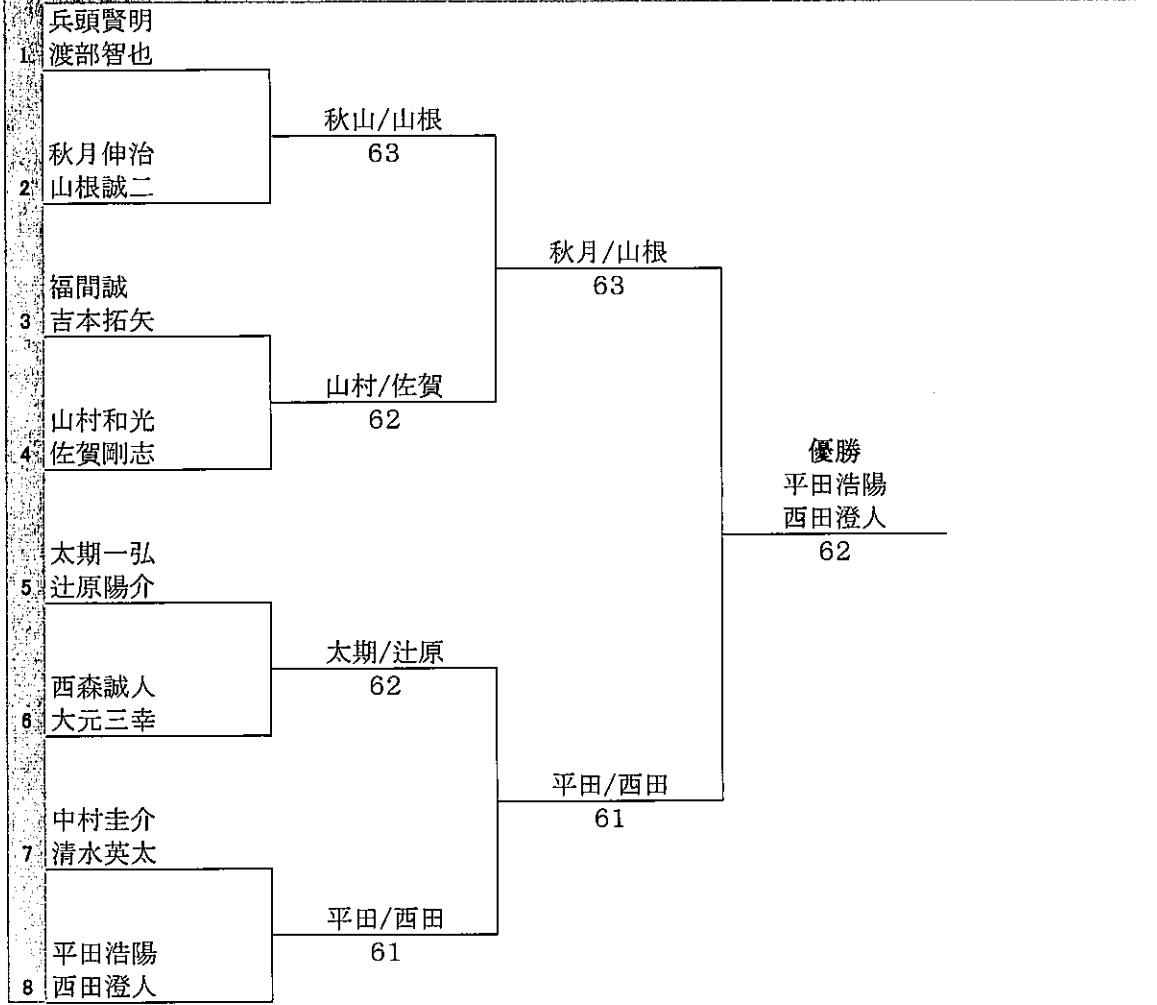 兵頭賢明
1 渡部智也
秋山/山根
63
秋月伸治
2 山根誠二
秋月/山根
63
福間誠
3 吉本拓矢
山村/佐賀
62
山村和光
4 佐賀剛志
優勝
平田浩陽
西田澄人
62
太期一弘
5 辻原陽介
太期/辻原
62
西森誠人
6 大元三幸
平田/西田
61
中村圭介
7 清水英太
平田/西田
61
平田浩陽
8 西田澄人